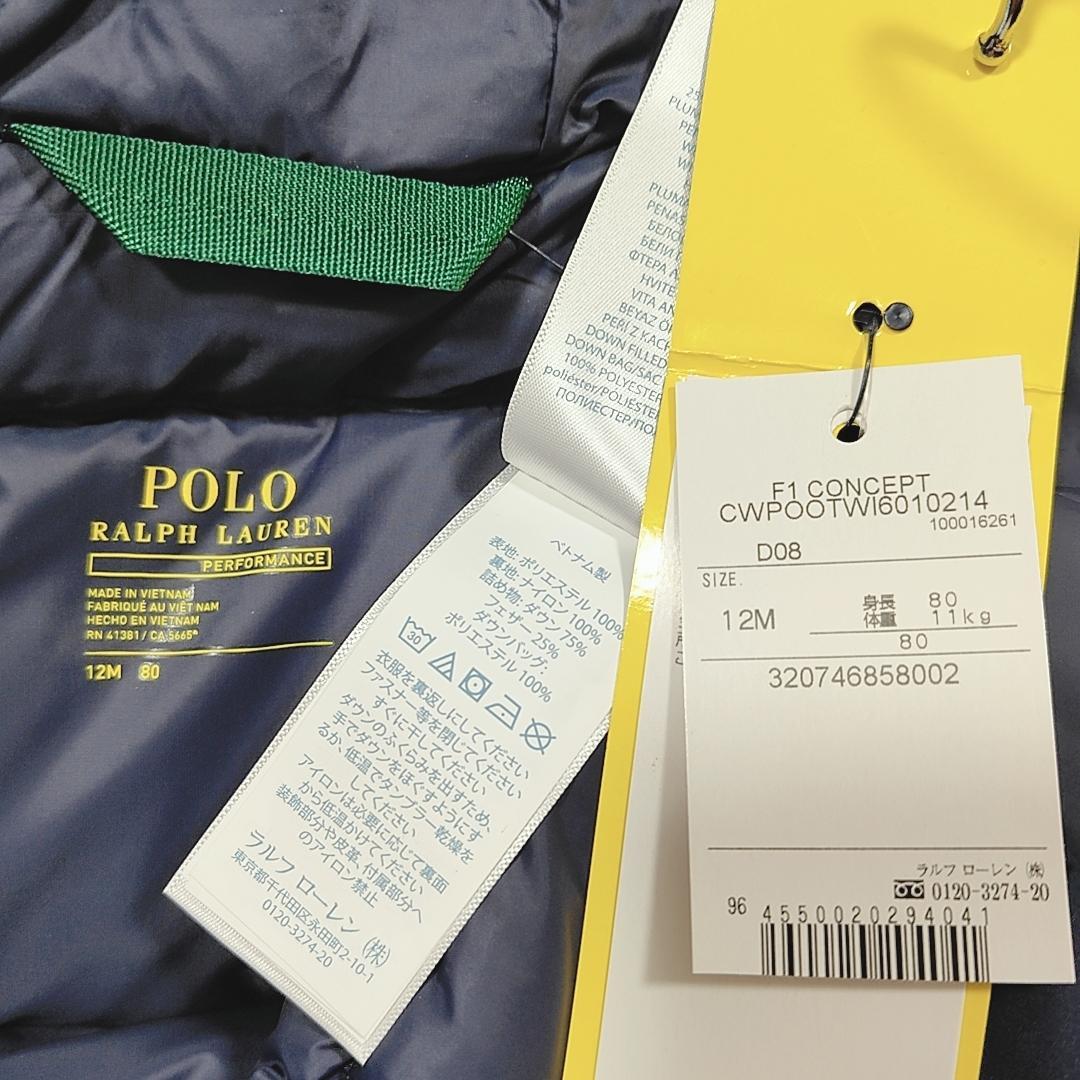 POLO
RALPH LAUREN
PERFORMANCE
MADE IN VIETNAM
FABRIQUÉ AU VIÊT NAM
HECHO EN VIETNAM
RN 41381 / CA 5665
12M 80
HVITE
VITA
BEYAZ
PERÍ Z
DOWN FILLED
DOWN BAG/SAC
100% POLYESTER
poliéster/POLIÉSTE
ПОЛИЕСТЕР/ПО
ベトナム製
表地: ポリエステル 100%
裏地: ナイロン 100%
詰め物: ダウン 75%
フェザー 25%
ダウンバッグ:
ポリエステル 100%
30
衣服を裏返しにしてください
ファスナー等を閉じてください
すぐに干してください
ダウンのふくらみを出すため、
手でダウンをほぐすようにす
るか、低温でタンブラー乾燥を
してください
アイロンは必要に応じて裏面
から低温かけてください
装飾部分や皮革、付属部分へ
のアイロン禁止
ラルフ ローレン (株)
東京都千代田区永田町2-10-1
0120-3274-20
F1 CONCEPT
CWPOOTWI6010214
100016261
D08
SIZE.
12M
身長 80
体重 11kg
80
320746858002
ラルフ ローレン ㈱
0120-3274-20
96
4550020294041